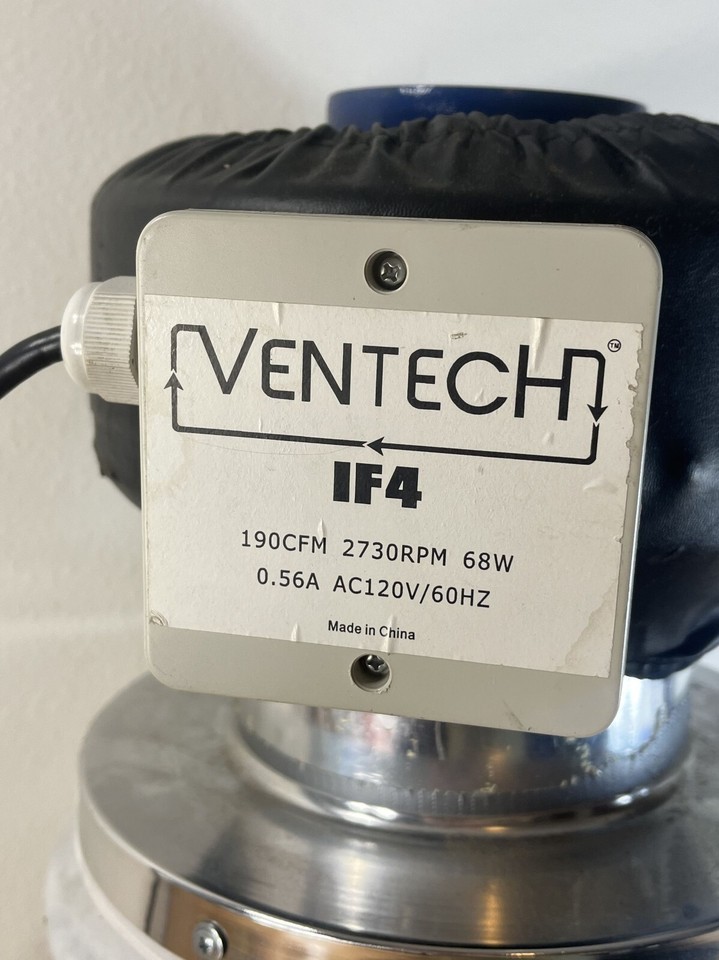 VENTECH™
IF4
190CFM 2730RPM 68W
0.56A AC120V/60HZ
Made in China